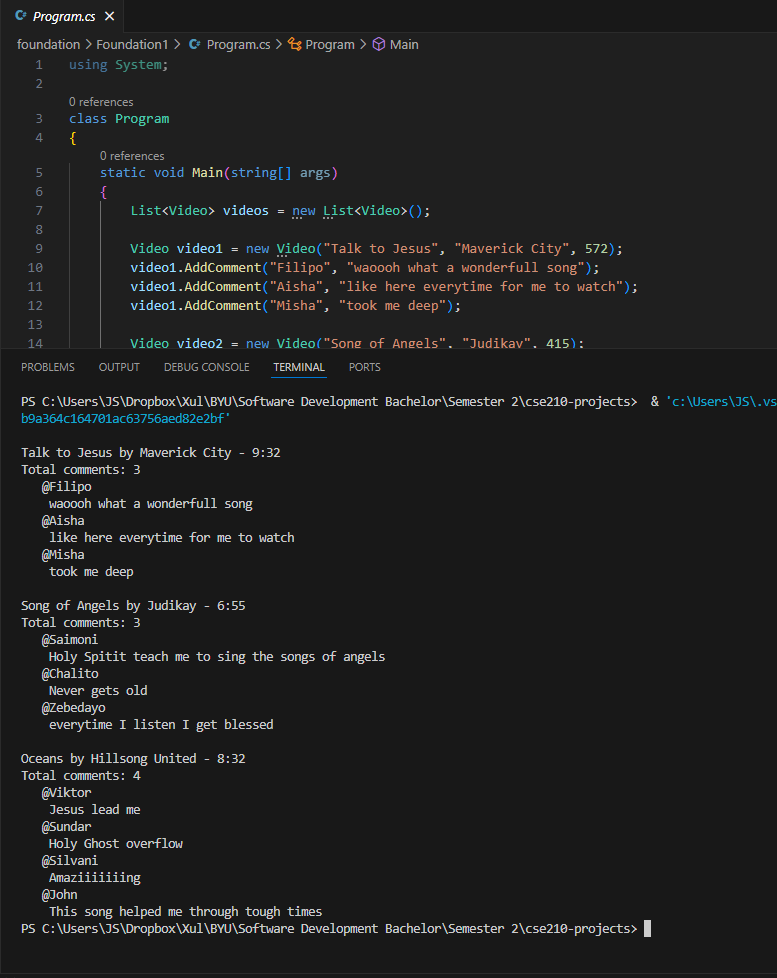 Program.cs
foundation > Foundation1 > Program.cs > Program > Main
1 using System;
2
0 references
3 class Program
4 {
0 references
5 static void Main(string[] args)
6 {
7 List<Video> videos = new List<Video>();
8
9 Video video1 = new Video("Talk to Jesus", "Maverick City", 572);
10 video1.AddComment("Filipo", "waoooh what a wonderfull song");
11 video1.AddComment("Aisha", "like here everytime for me to watch");
12 video1.AddComment("Misha", "took me deep");
13
14 Video video2 = new Video("Song of Angels", "Judikay", 415);
PROBLEMS OUTPUT DEBUG CONSOLE TERMINAL PORTS
PS C:\Users\JS\Dropbox\Xul\BYU\Software Development Bachelor\Semester 2\cse210-projects> & 'c:\Users\JS\.vs
b9a364c164701ac63756aed82e2bf'
Talk to Jesus by Maverick City - 9:32
Total comments: 3
@Filipo
waoooh what a wonderfull song
@Aisha
like here everytime for me to watch
@Misha
took me deep
Song of Angels by Judikay - 6:55
Total comments: 3
@Saimoni
Holy Spitit teach me to sing the songs of angels
@Chalito
Never gets old
@Zebedayo
everytime I listen I get blessed
Oceans by Hillsong United - 8:32
Total comments: 4
@Viktor
Jesus lead me
@Sundar
Holy Ghost overflow
@Silvani
Amaziiiiiiing
@John
This song helped me through tough times
PS C:\Users\JS\Dropbox\Xul\BYU\Software Development Bachelor\Semester 2\cse210-projects>